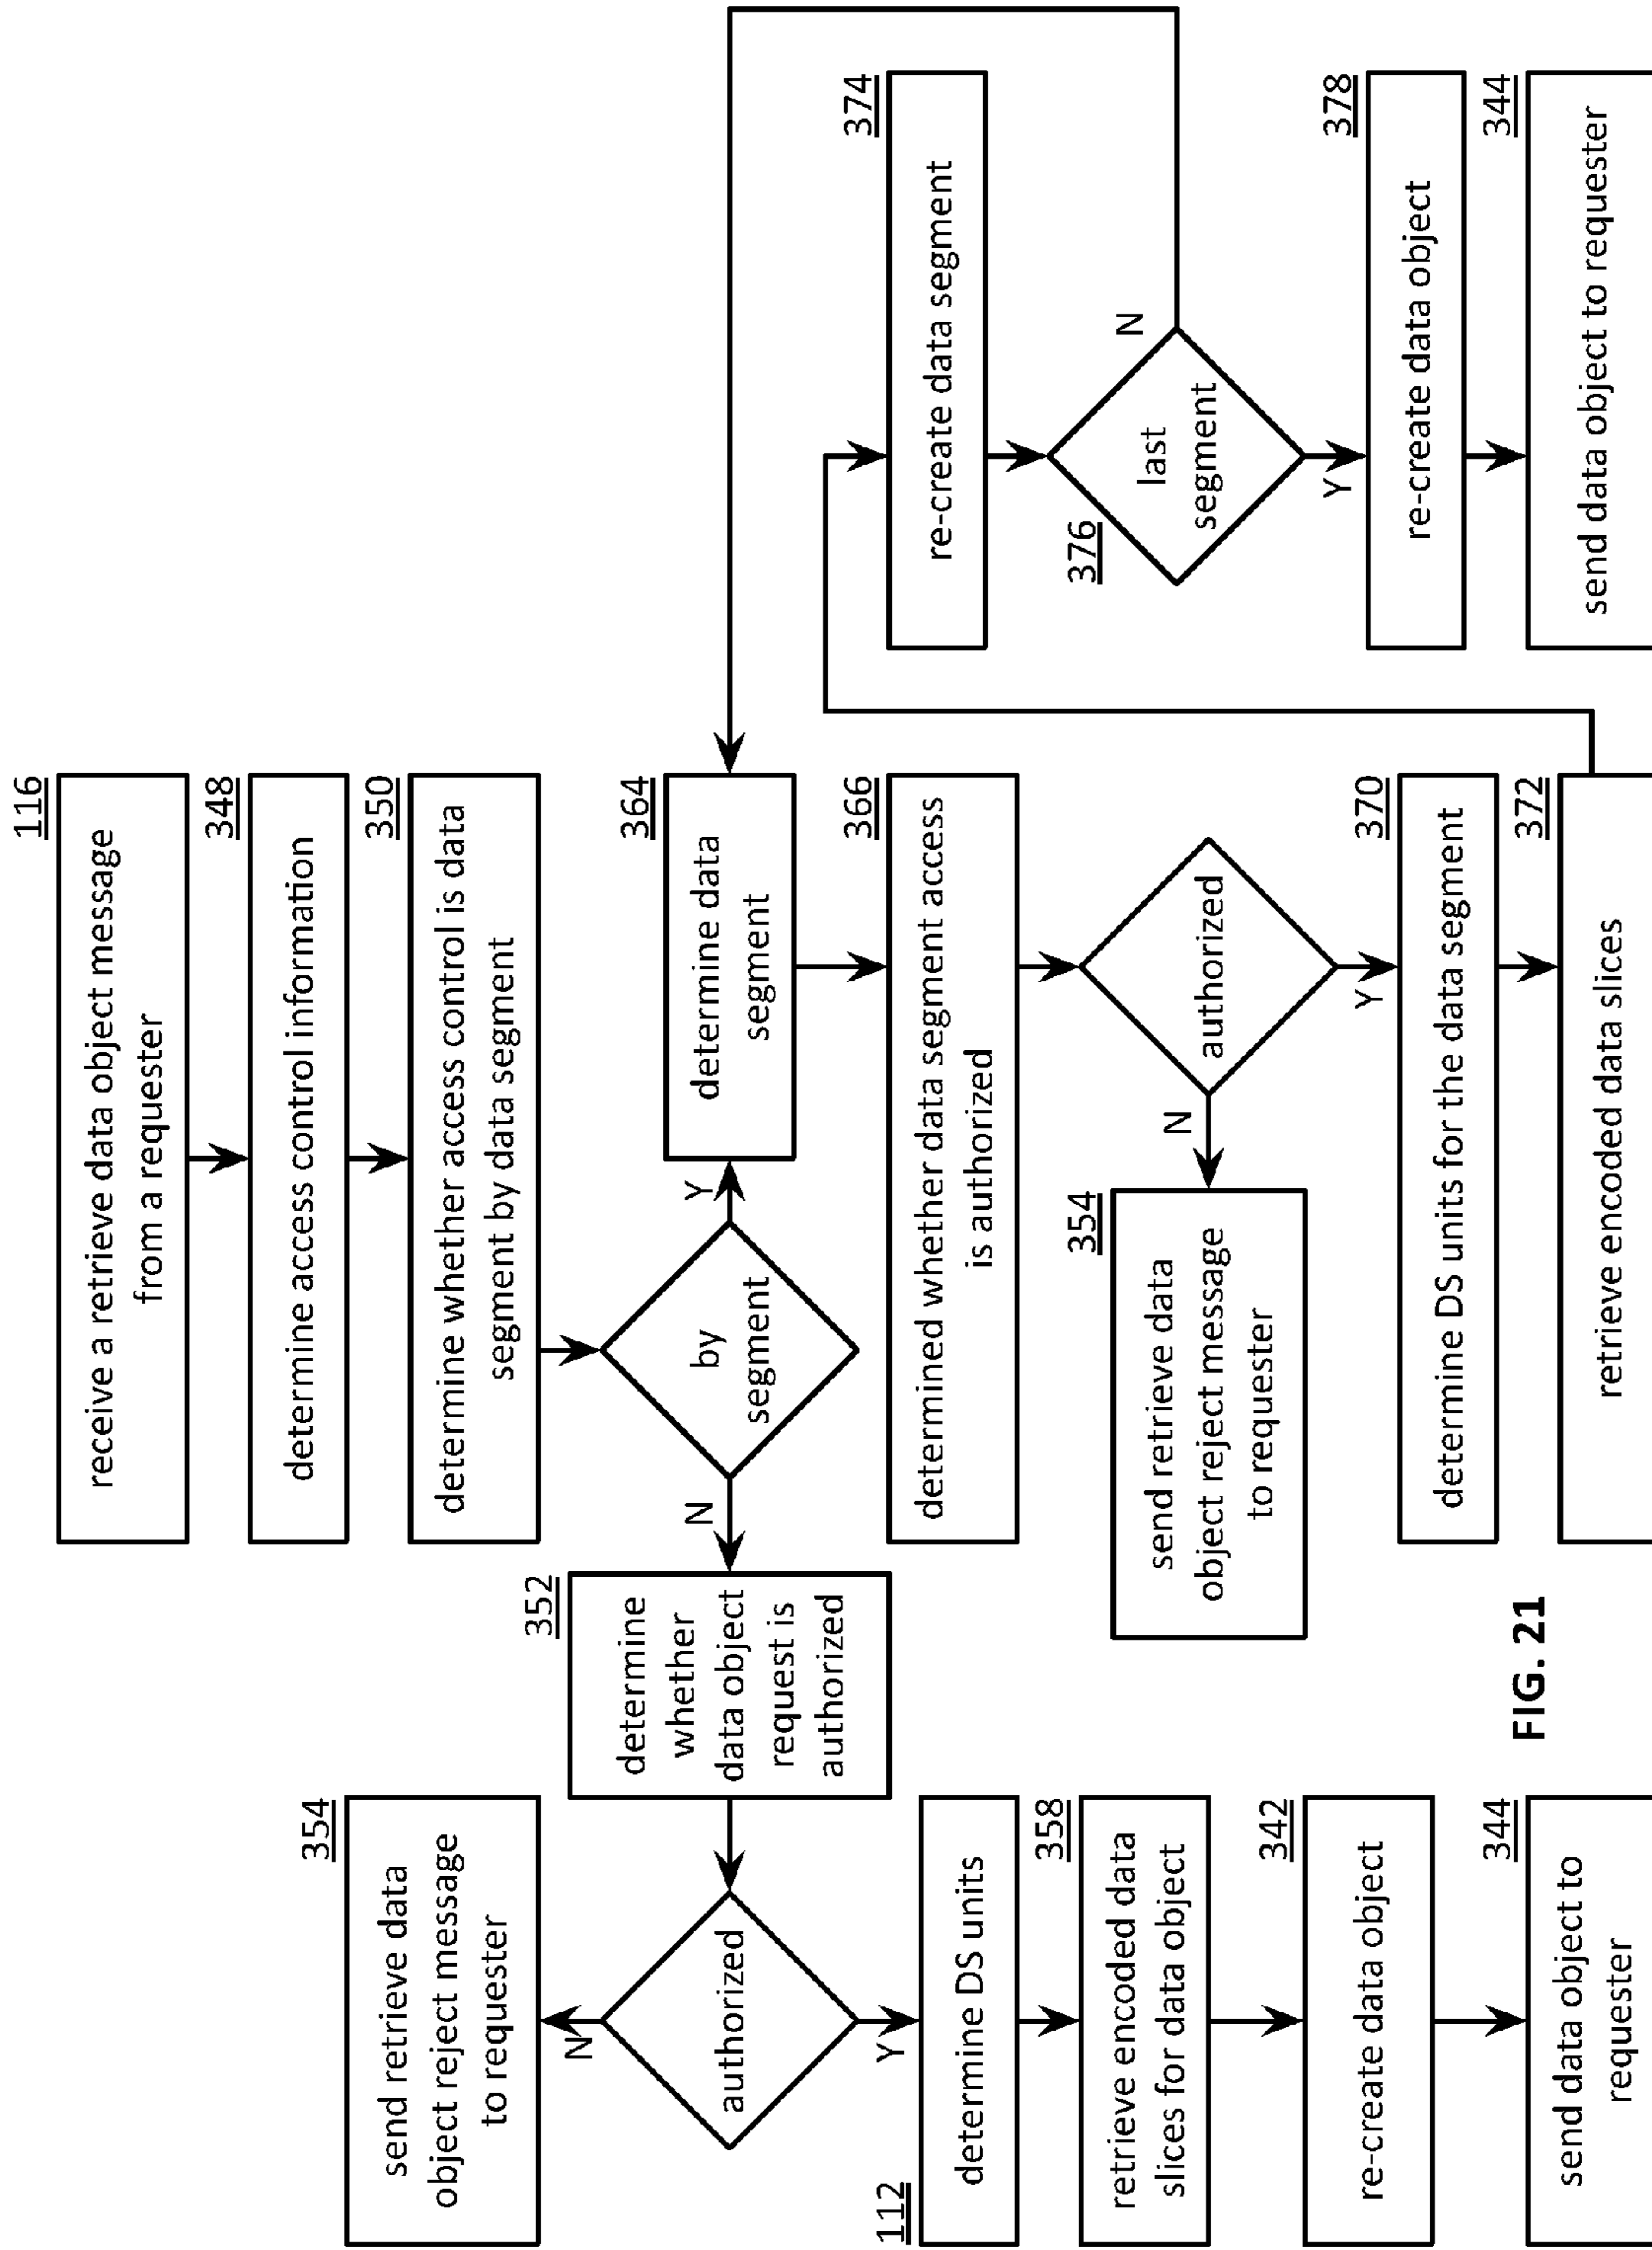 116
receive a retrieve data object message
from a requester
348
determine access control information
350
determine whether access control is data
segment by data segment
by
segment
N
Y
352
determine
whether
data object
request is
authorized
354
send retrieve data
object reject message
to requester
authorized
N
Y
112
determine DS units
358
retrieve encoded data
slices for data object
342
re-create data object
344
send data object to
requester
364
determine data
segment
366
determined whether data segment access
is authorized
authorized
N
Y
354
send retrieve data
object reject message
to requester
370
determine DS units for the data segment
372
retrieve encoded data slices
374
re-create data segment
376
last
segment
N
Y
378
re-create data object
344
send data object to requester
FIG. 21